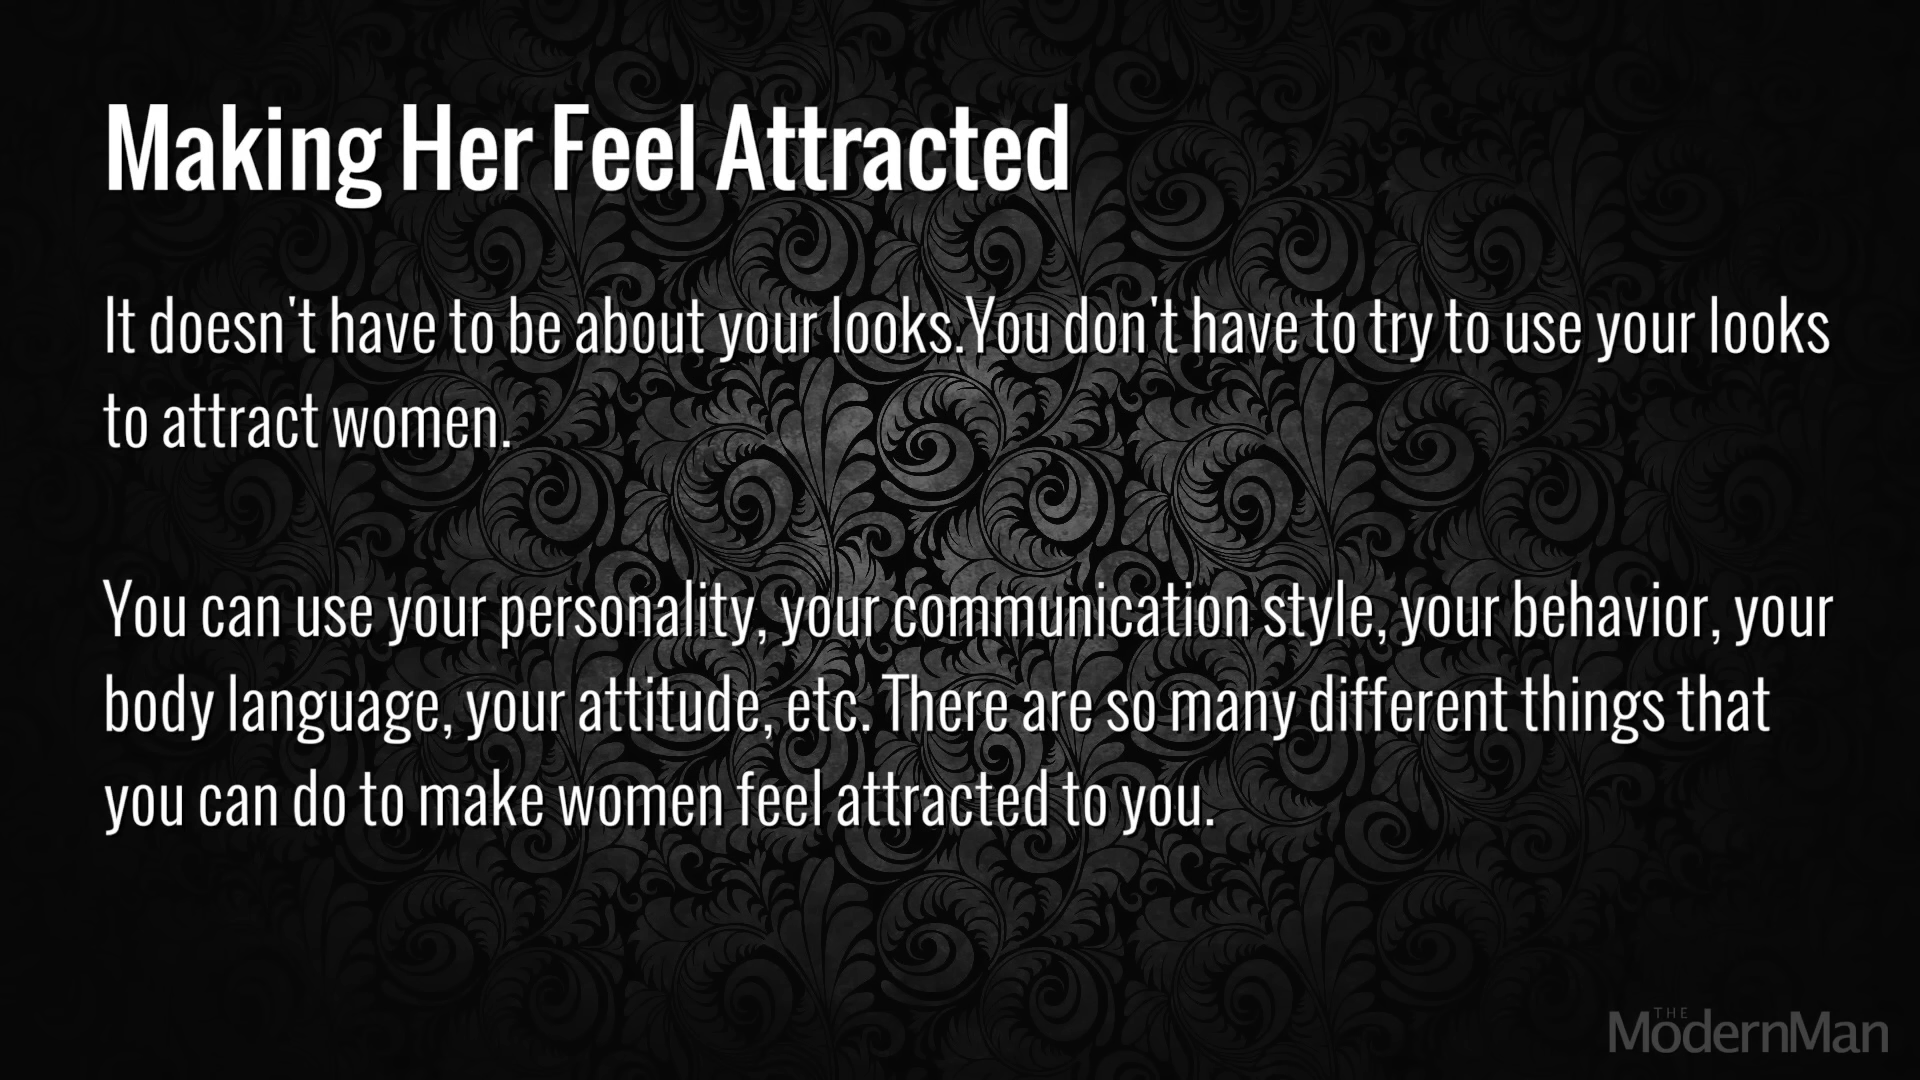 Making Her Feel Attracted
It doesn't have to be about your looks.You don't have to try to use your looks
to attract women.
You can use your personality, your communication style, your behavior, your
body language, your attitude, etc. There are so many different things that
you can do to make women feel attracted to you.
THE
ModernMan